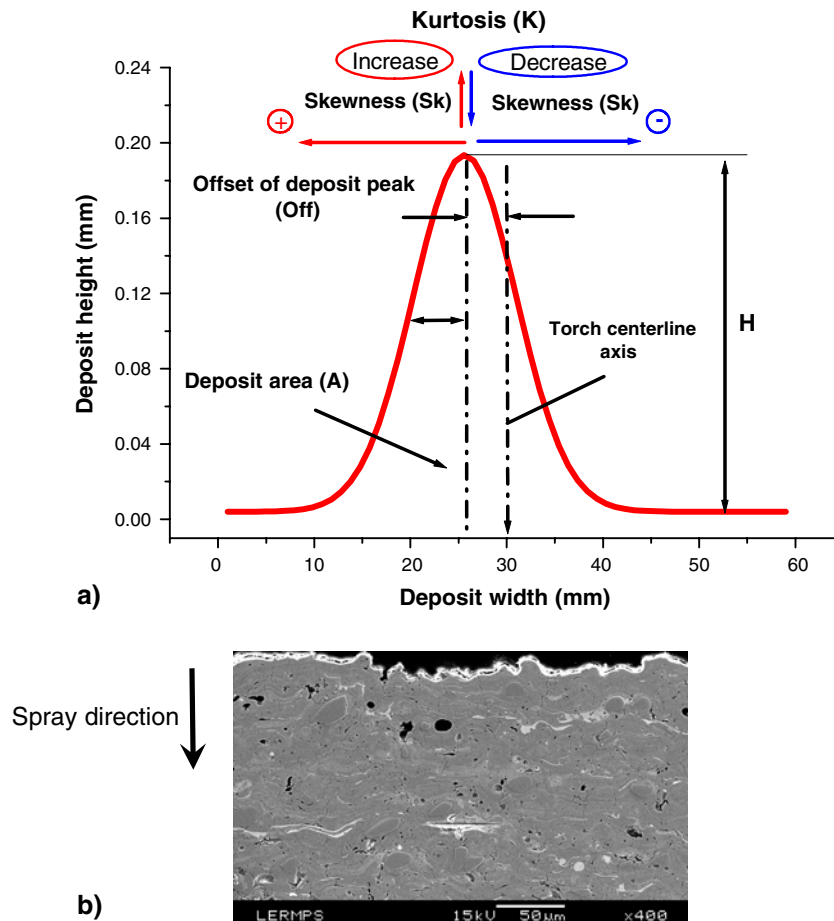 Kurtosis (K)
Increase
Decrease
Skewness (Sk)
Skewness (Sk)
+
-
Offset of deposit peak
(Off)
H
Torch centerline
axis
Deposit area (A)
Deposit height (mm)
0.24
0.20
0.16
0.12
0.08
0.04
0.00
0
10
20
30
40
50
60
Deposit width (mm)
a)
Spray direction
b)
LERMPS 15kV 50µm x400